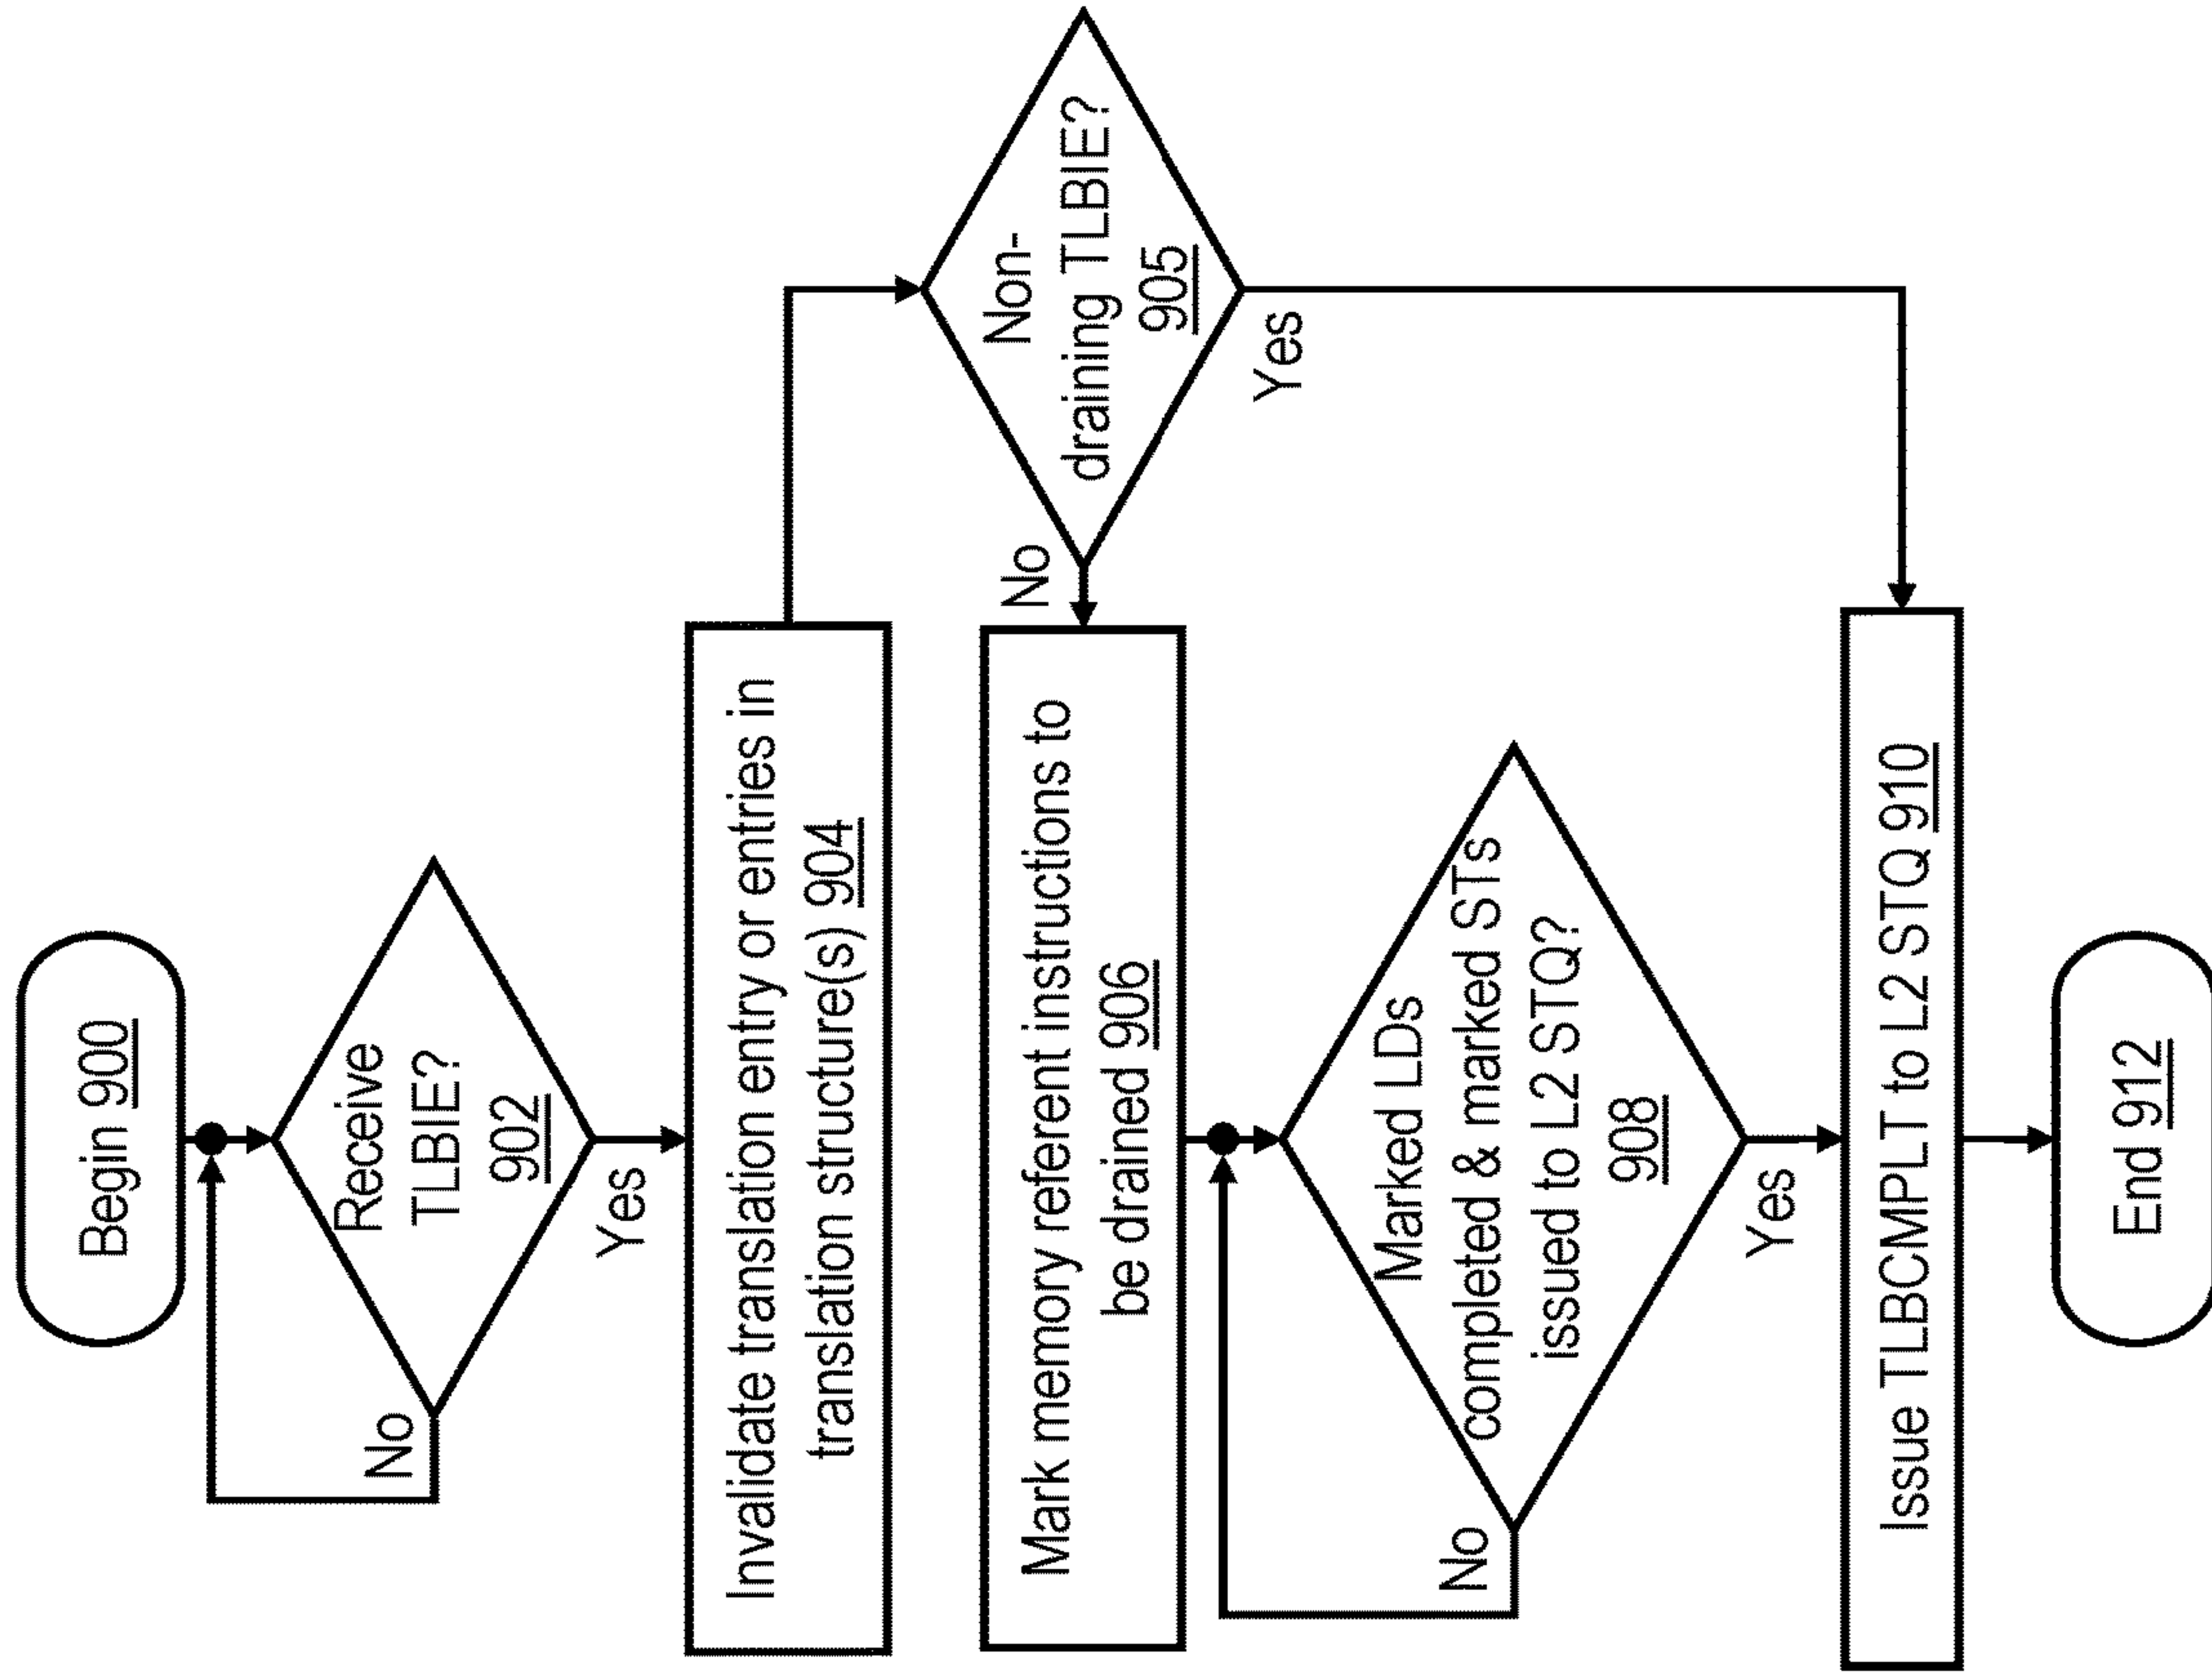 Begin 900
Receive
TLBIE?
902
No
Yes
Invalidate translation entry or entries in
translation structure(s) 904
Non-
draining TLBIE?
905
No
Yes
Mark memory referent instructions to
be drained 906
Marked LDs
completed & marked STs
issued to L2 STQ?
908
No
Yes
Issue TLBCMPLT to L2 STQ 910
End 912